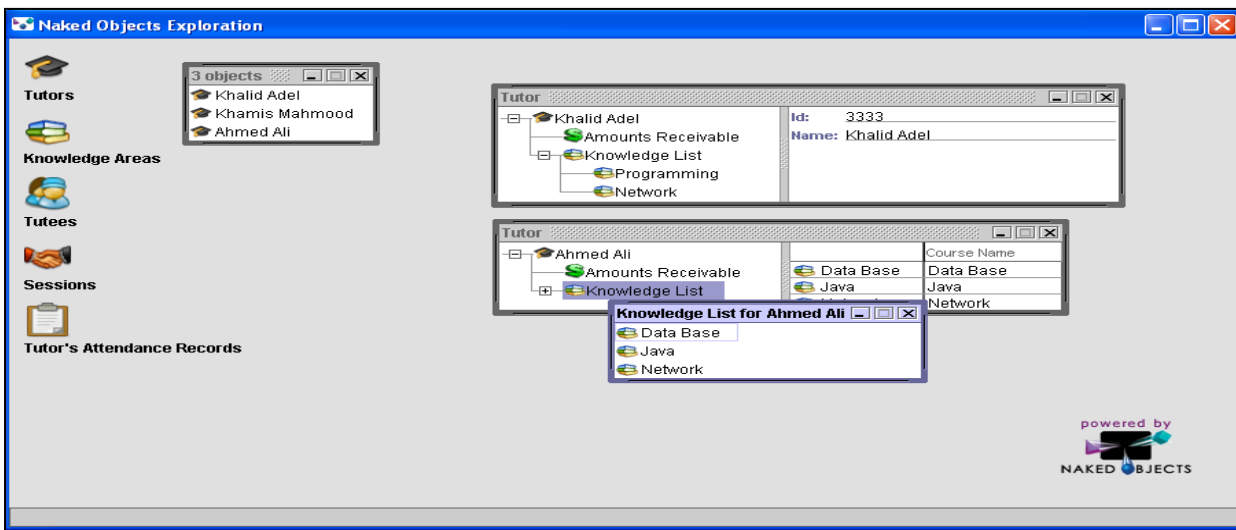 Naked Objects Exploration
Tutors
Knowledge Areas
Tutees
Sessions
Tutor's Attendance Records
3 objects
Khalid Adel
Khamis Mahmood
Ahmed Ali
Tutor
Khalid Adel
Amounts Receivable
Knowledge List
Programming
Network
Id: 3333
Name: Khalid Adel
Tutor
Ahmed Ali
Amounts Receivable
Knowledge List
Course Name
Data Base Data Base
Java Java
Network
Knowledge List for Ahmed Ali
Data Base
Java
Network
powered by
NAKED OBJECTS